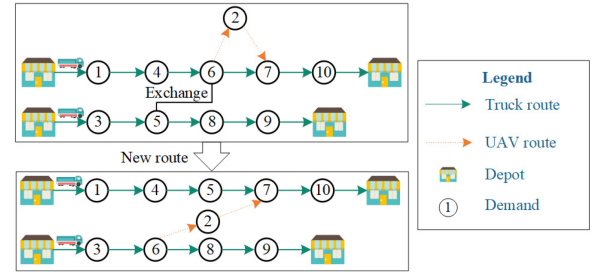 2
1 4 6 7 10
Exchange
3 5 8 9
New route
1 4 5 7 10
2
3 6 8 9
Legend
Truck route
UAV route
Depot
1 Demand